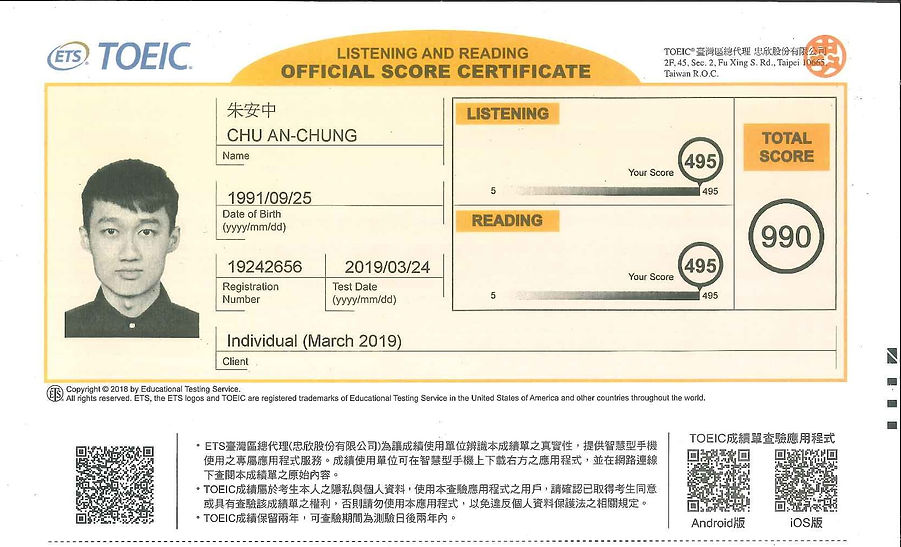 ETS TOEIC®
LISTENING AND READING
OFFICIAL SCORE CERTIFICATE
TOEIC® 臺灣區總代理 忠欣股份有限公司
2F, 45, Sec. 2, Fu Xing S. Rd., Taipei 10665,
Taiwan R.O.C.
朱安中
CHU AN-CHUNG
Name
1991/09/25
Date of Birth
(yyyy/mm/dd)
19242656
Registration
Number
2019/03/24
Test Date
(yyyy/mm/dd)
Individual (March 2019)
Client
LISTENING
Your Score 495
5 495
READING
Your Score 495
5 495
TOTAL
SCORE
990
ETS Copyright © 2018 by Educational Testing Service.
All rights reserved. ETS, the ETS logos and TOEIC are registered trademarks of Educational Testing Service in the United States of America and other countries throughout the world.
• ETS臺灣區總代理(忠欣股份有限公司)為讓成績使用單位辨識本成績單之真實性，提供智慧型手機
使用之專屬應用程式服務。成績使用單位可在智慧型手機上下載右方之應用程式，並在網路連線
下查閱本成績單之原始內容。
• TOEIC成績屬於考生本人之隱私與個人資料，使用本查驗應用程式之用戶，請確認已取得考生同意
或具有查驗該成績單之權利，否則請勿使用本應用程式，以免違反個人資料保護法之相關規定。
• TOEIC成績保留兩年，可查驗期間為測驗日後兩年內。
TOEIC成績單查驗應用程式
Android版
iOS版